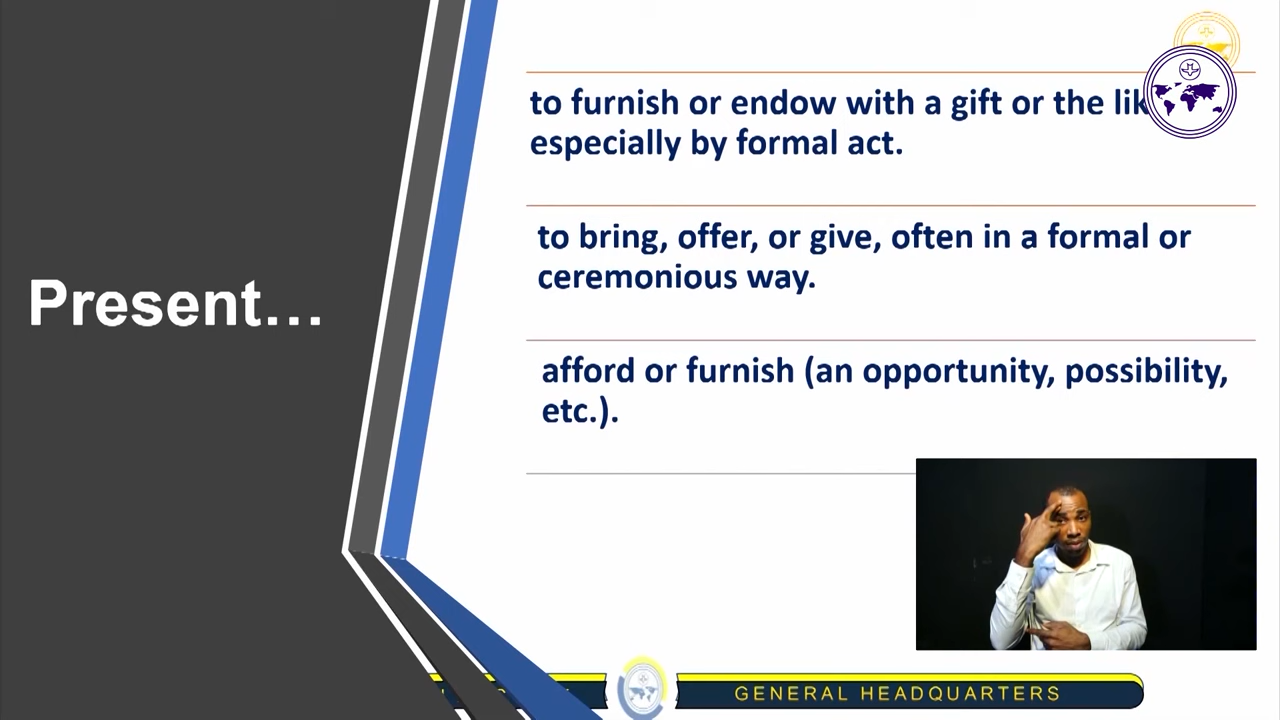 Present...
to furnish or endow with a gift or the
especially by formal act.
to bring, offer, or give, often in a formal or
ceremonious way.
afford or furnish (an opportunity, possibility,
etc.).
GENERAL HEADQUARTERS